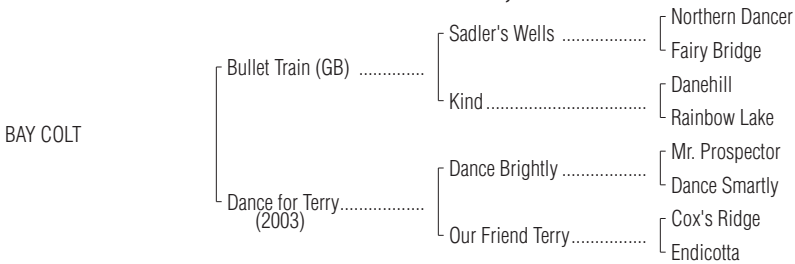 Northern Dancer
Sadler's Wells ..................
Fairy Bridge
Bullet Train (GB) ..............
Danehill
Kind..................................
Rainbow Lake
BAY COLT
Mr. Prospector
Dance Brightly ..................
Dance Smartly
Dance for Terry..................
(2003)
Cox's Ridge
Our Friend Terry................
Endicotta